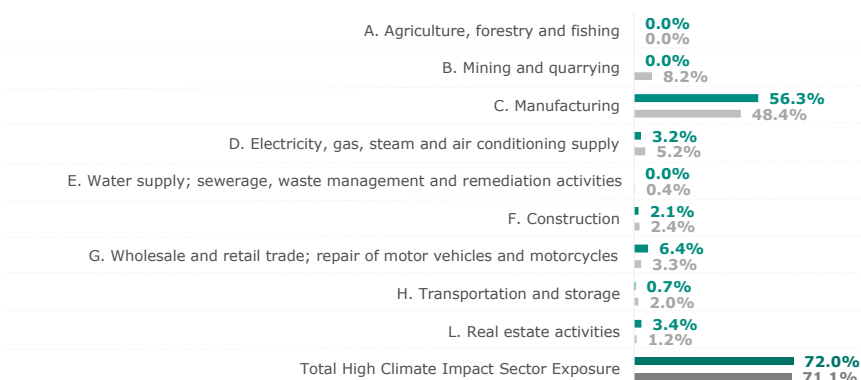 A. Agriculture, forestry and fishing 0.0%
0.0%
B. Mining and quarrying 0.0%
8.2%
C. Manufacturing 56.3%
48.4%
D. Electricity, gas, steam and air conditioning supply 3.2%
5.2%
E. Water supply; sewerage, waste management and remediation activities 0.0%
0.4%
F. Construction 2.1%
2.4%
G. Wholesale and retail trade; repair of motor vehicles and motorcycles 6.4%
3.3%
H. Transportation and storage 0.7%
2.0%
L. Real estate activities 3.4%
1.2%
Total High Climate Impact Sector Exposure 72.0%
71.1%